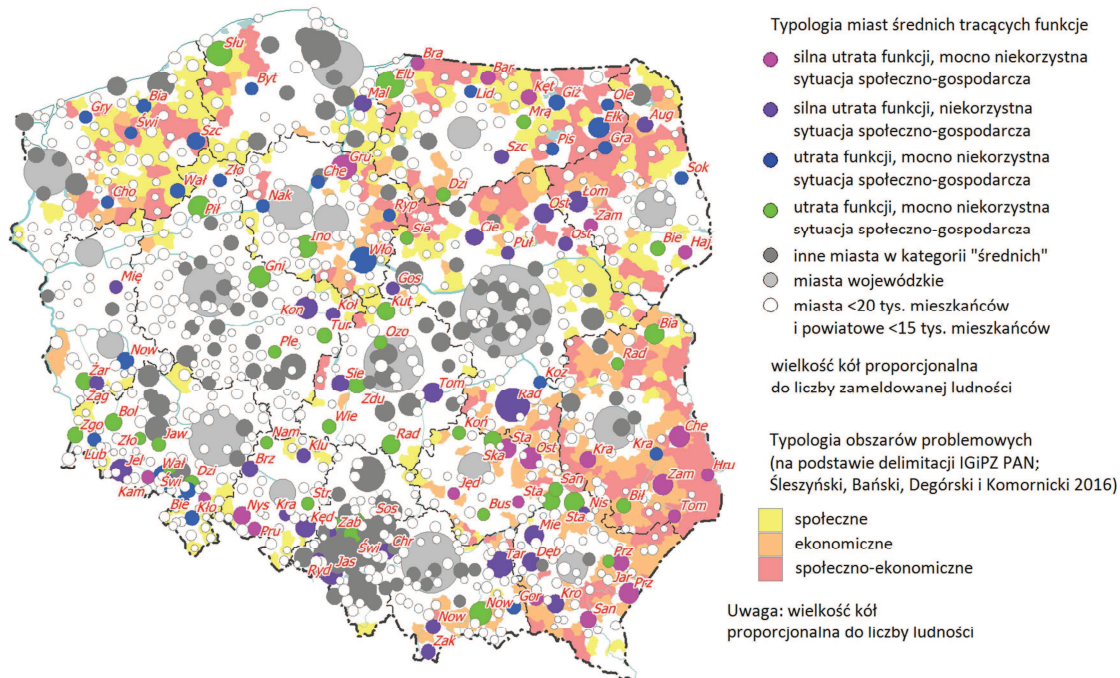 Typologia miast średnich tracących funkcje
silna utrata funkcji, mocno niekorzystna
sytuacja społeczno-gospodarcza
silna utrata funkcji, niekorzystna
sytuacja społeczno-gospodarcza
utrata funkcji, mocno niekorzystna
sytuacja społeczno-gospodarcza
utrata funkcji, mocno niekorzystna
sytuacja społeczno-gospodarcza
inne miasta w kategorii "średnich"
miasta wojewódzkie
miasta <20 tys. mieszkańców
i powiatowe <15 tys. mieszkańców
wielkość kół proporcjonalna
do liczby zameldowanej ludności
Typologia obszarów problemowych
(na podstawie delimitacji IGiPZ PAN;
Śleszyński, Bański, Degórski i Komornicki 2016)
społeczne
ekonomiczne
społeczno-ekonomiczne
Uwaga: wielkość kół
proporcjonalna do liczby ludności
Słu
Bra
Byt
Elb
Bar
Kęt
Bia
Mal
Lid
Giż
Ole
Gry
Świ
Mrą
Ełk
Aug
Szc
Pis
Gra
Szc
Gru
Zło
Che
Sok
Wał
Dzi
Łom
Cho
Nak
Pił
Ryp
Ost
Zam
Sie
Cie
Ino
Puł
Ost
Bie
Haj
Wło
Mię
Gni
Gos
Kon
Koł
Kut
Tur
Ozo
Bia
Now
Ple
Rad
Żar
Sie
Koz
Żag
Zdu
Tom
Rad
Bol
Zgo
Wie
Zło
Jaw
Nam
Rad
Koń
Sta
Che
Lub
Jel
Wał
Dzi
Brz
Klu
Ska
Ost
Kra
Kra
Hru
Kam
Świ
Jęd
Zam
Bie
Kło
Nys
Kra
Str
Bus
Sta
San
Nis
Bił
Tom
Pru
Kęd
Zab
Sos
Sta
Mie
Świ
Chr
Tar
Dęb
Prz
Ryd
Jas
Jar
Prz
Now
Gor
Kro
Now
San
Zak